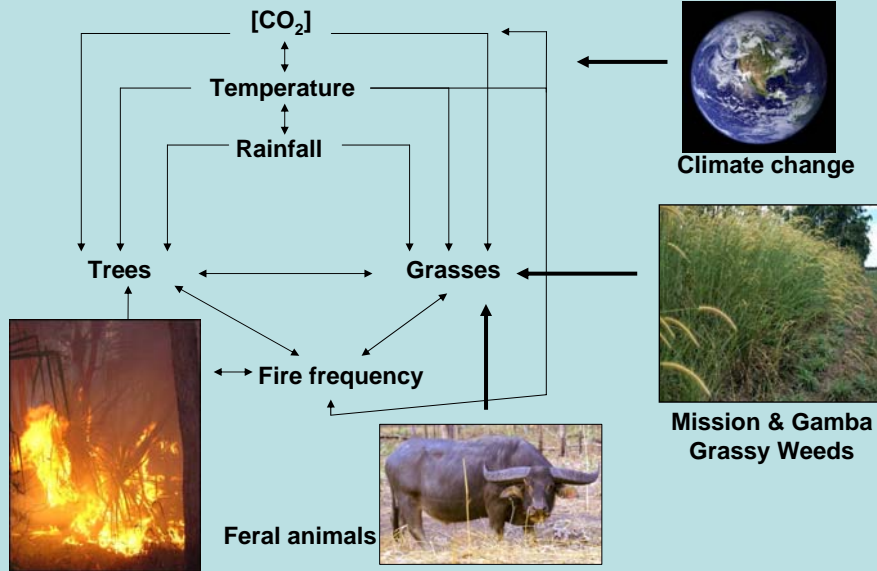 [CO₂]
Temperature
Rainfall
Climate change
Trees
Grasses
Fire frequency
Mission & Gamba
Grassy Weeds
Feral animals